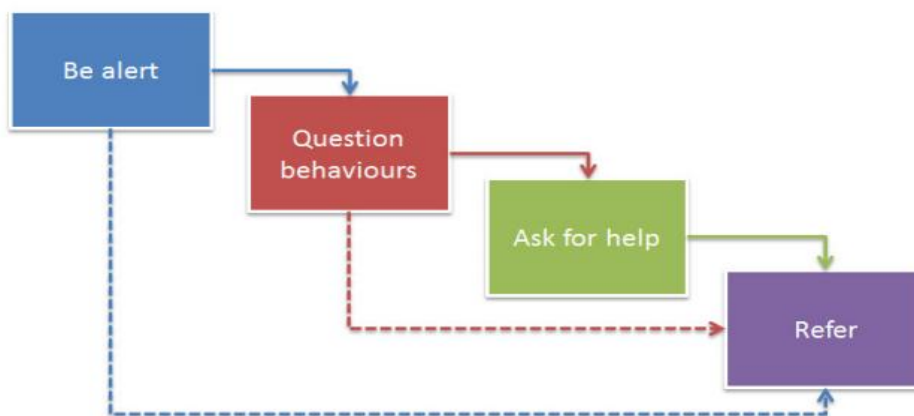 Be alert
Question
behaviours
Ask for help
Refer